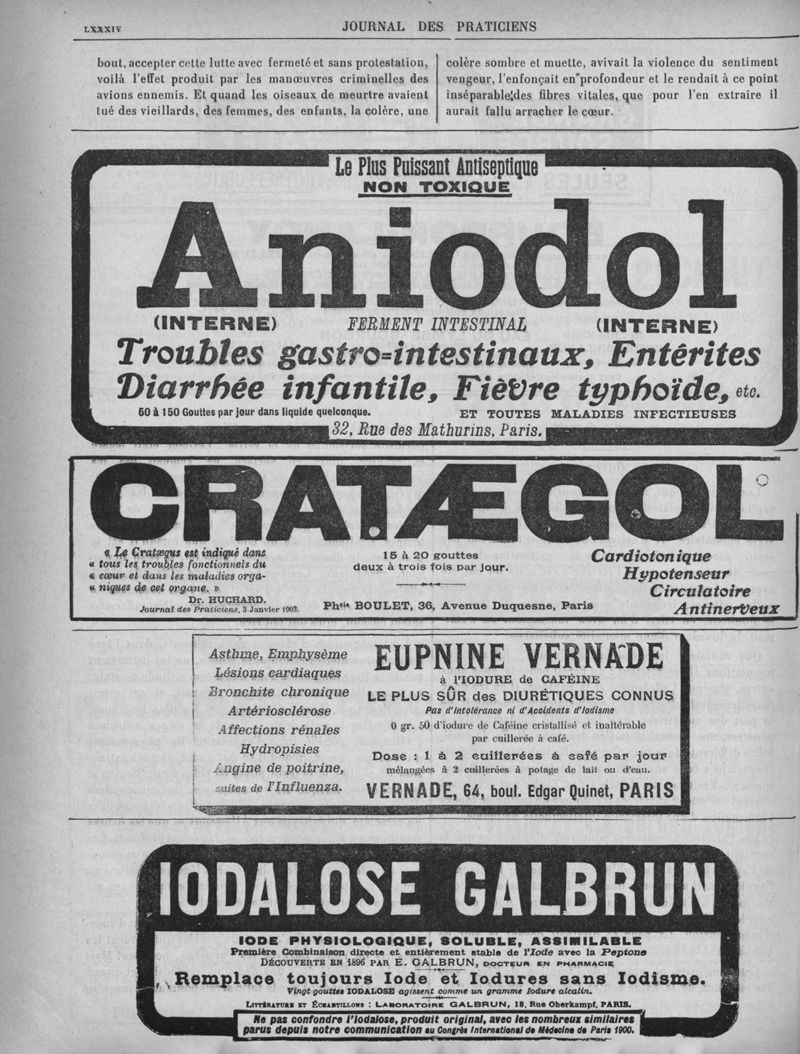 LXXXIV
JOURNAL DES PRATICIENS
bout, accepter cette lutte avec fermeté et sans protestation,
voilà l'effet produit par les manœuvres criminelles des
avions ennemis. Et quand les oiseaux de meurtre avaient
tué des vieillards, des femmes, des enfants, la colère, une
colère sombre et muette, avivait la violence du sentiment
vengeur, l'enfonçait en profondeur et le rendait à ce point
inséparable des fibres vitales, que pour l'en extraire il
aurait fallu arracher le cœur.
Le Plus Puissant Antiseptique
NON TOXIQUE
Aniodol
(INTERNE) FERMENT INTESTINAL (INTERNE)
Troubles gastro=intestinaux, Entérites
Diarrhée infantile, Fièvre typhoïde, etc.
50 à 150 Gouttes par jour dans liquide quelconque. ET TOUTES MALADIES INFECTIEUSES
32, Rue des Mathurins, Paris.
CRATÆGOL
« Le Cratægus est indiqué dans
« tous les troubles fonctionnels du
« cœur et dans les maladies orga-
« niques de cet organe. »
Dr. HUCHARD.
Journal des Praticiens, 3 Janvier 1903.
15 à 20 gouttes
deux à trois fois par jour.
Phcie BOULET, 36, Avenue Duquesne, Paris
Cardiotonique
Hypotenseur
Circulatoire
Antinerveux
Asthme, Emphysème
Lésions cardiaques
Bronchite chronique
Artériosclérose
Affections rénales
Hydropisies
Angine de poitrine,
suites de l'Influenza.
EUPNINE VERNADE
à l'IODURE de CAFÉINE
LE PLUS SÛR des DIURÉTIQUES CONNUS
Pas d'Intolérance ni d'Accidents d'Iodisme
0 gr. 50 d'iodure de Caféine cristallisé et inaltérable
par cuillerée à café.
Dose : 1 à 2 cuillerées à café par jour
mélangées à 2 cuillerées à potage de lait ou d'eau.
VERNADE, 64, boul. Edgar Quinet, PARIS
IODALOSE GALBRUN
IODE PHYSIOLOGIQUE, SOLUBLE, ASSIMILABLE
Première Combinaison directe et entièrement stable de l'Iode avec la Peptone
DÉCOUVERTE EN 1896 PAR E. GALBRUN, DOCTEUR EN PHARMACIE
Remplace toujours Iode et Iodures sans Iodisme.
Vingt gouttes IODALOSE agissent comme un gramme Iodure alcalin.
LITTÉRATURE ET ÉCHANTILLONS : LABORATOIRE GALBRUN, 18, Rue Oberkampf, PARIS.
Ne pas confondre l'Iodalose, produit original, avec les nombreux similaires
parus depuis notre communication au Congrès International de Médecine de Paris 1900.